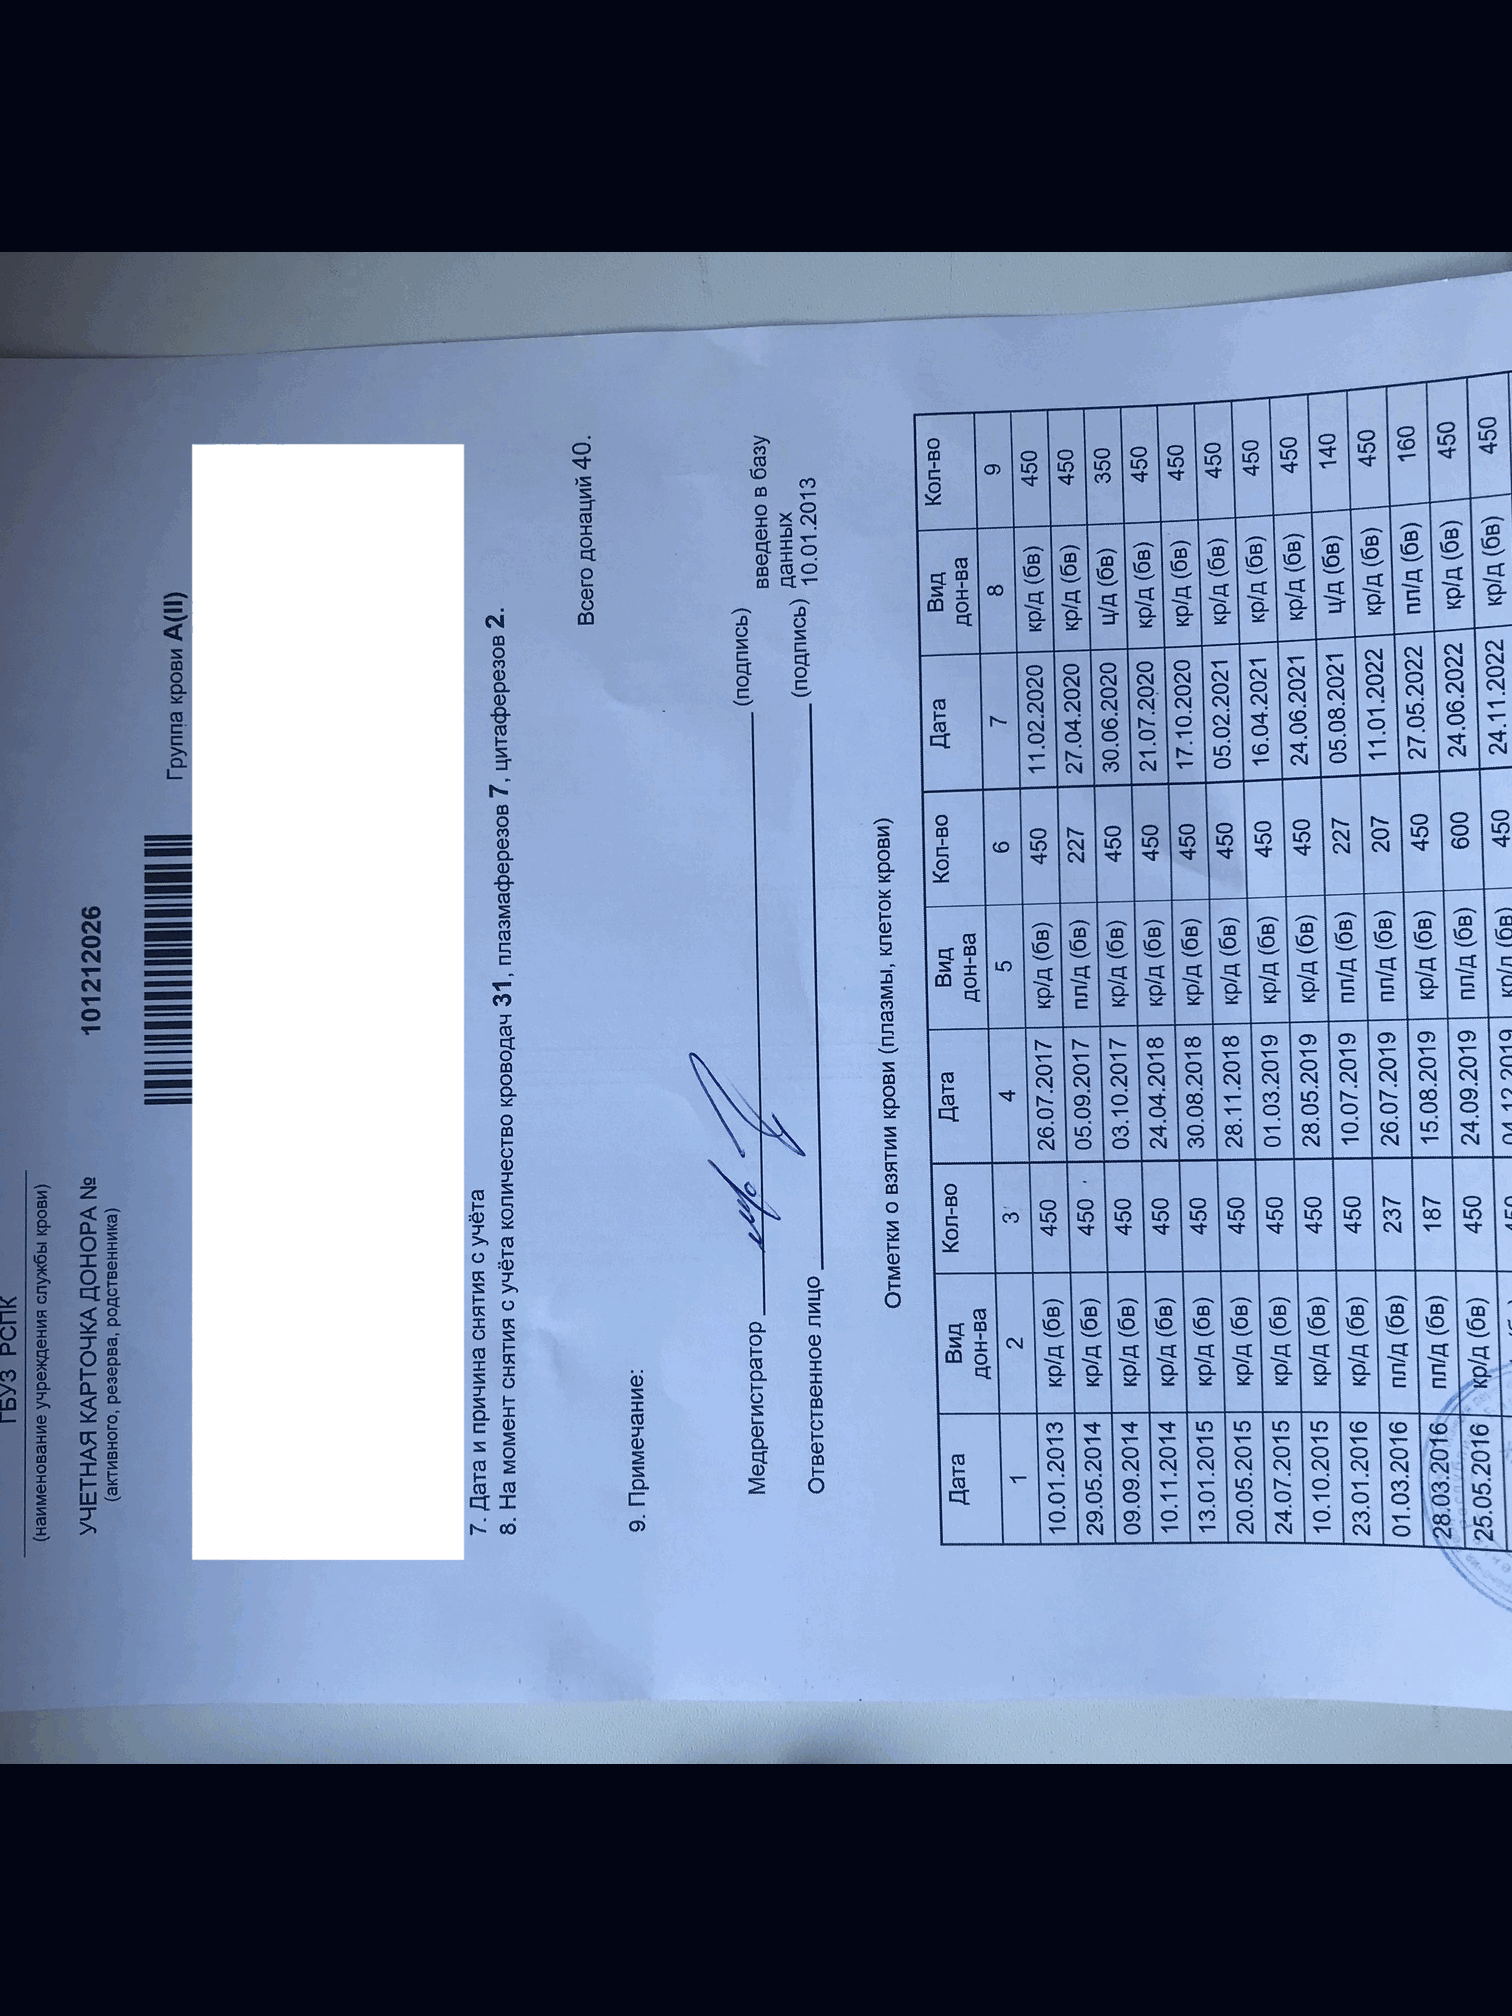 ГБУЗ РСПК
(наименование учреждения службы крови)
УЧЕТНАЯ КАРТОЧКА ДОНОРА № 101212026
(активного, резерва, родственника)
Группа крови A(II)
7. Дата и причина снятия с учёта
8. На момент снятия с учёта количество кроводач 31, плазмаферезов 7, цитаферезов 2.
Всего донаций 40.
9. Примечание:
Медрегистратор (подпись) введено в базу
данных
Ответственное лицо (подпись) 10.01.2013
Отметки о взятии крови (плазмы, клеток крови)
Дата Вид дон-ва Кол-во Дата Вид дон-ва Кол-во Дата Вид дон-ва Кол-во
1 2 3 4 5 6 7 8 9
10.01.2013 кр/д (бв) 450 26.07.2017 кр/д (бв) 450 11.02.2020 кр/д (бв) 450
29.05.2014 кр/д (бв) 450 05.09.2017 пл/д (бв) 227 27.04.2020 кр/д (бв) 450
09.09.2014 кр/д (бв) 450 03.10.2017 кр/д (бв) 450 30.06.2020 ц/д (бв) 350
10.11.2014 кр/д (бв) 450 24.04.2018 кр/д (бв) 450 21.07.2020 кр/д (бв) 450
13.01.2015 кр/д (бв) 450 30.08.2018 кр/д (бв) 450 17.10.2020 кр/д (бв) 450
20.05.2015 кр/д (бв) 450 28.11.2018 кр/д (бв) 450 05.02.2021 кр/д (бв) 450
24.07.2015 кр/д (бв) 450 01.03.2019 кр/д (бв) 450 16.04.2021 кр/д (бв) 450
10.10.2015 кр/д (бв) 450 28.05.2019 кр/д (бв) 450 24.06.2021 кр/д (бв) 450
23.01.2016 кр/д (бв) 450 10.07.2019 пл/д (бв) 227 05.08.2021 ц/д (бв) 140
01.03.2016 пл/д (бв) 237 26.07.2019 пл/д (бв) 207 11.01.2022 кр/д (бв) 450
28.03.2016 пл/д (бв) 187 15.08.2019 кр/д (бв) 450 27.05.2022 пл/д (бв) 160
25.05.2016 кр/д (бв) 450 24.09.2019 пл/д (бв) 600 24.06.2022 кр/д (бв) 450
04.12.2019 кр/д (бв) 450 24.11.2022 кр/д (бв) 450